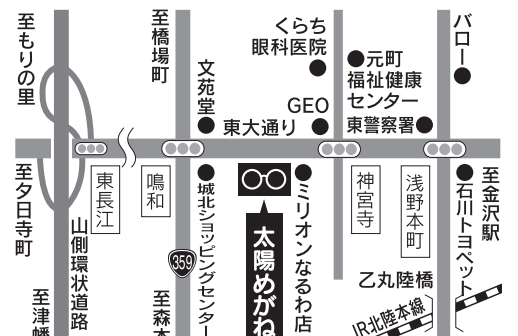 至もりの里
至橋場町
文苑堂
くらち
眼科医院
元町
福祉健康
センター
バロー
GEO
東大通り
東警察署
至夕日寺町
東長江
鳴和
城北ショッピングセンター
ミリオンなるわ店
神宮寺
浅野本町
石川トヨペット
至金沢駅
山側環状道路
359
太陽めがね
乙丸陸橋
IR北陸本線
至津幡
至森本